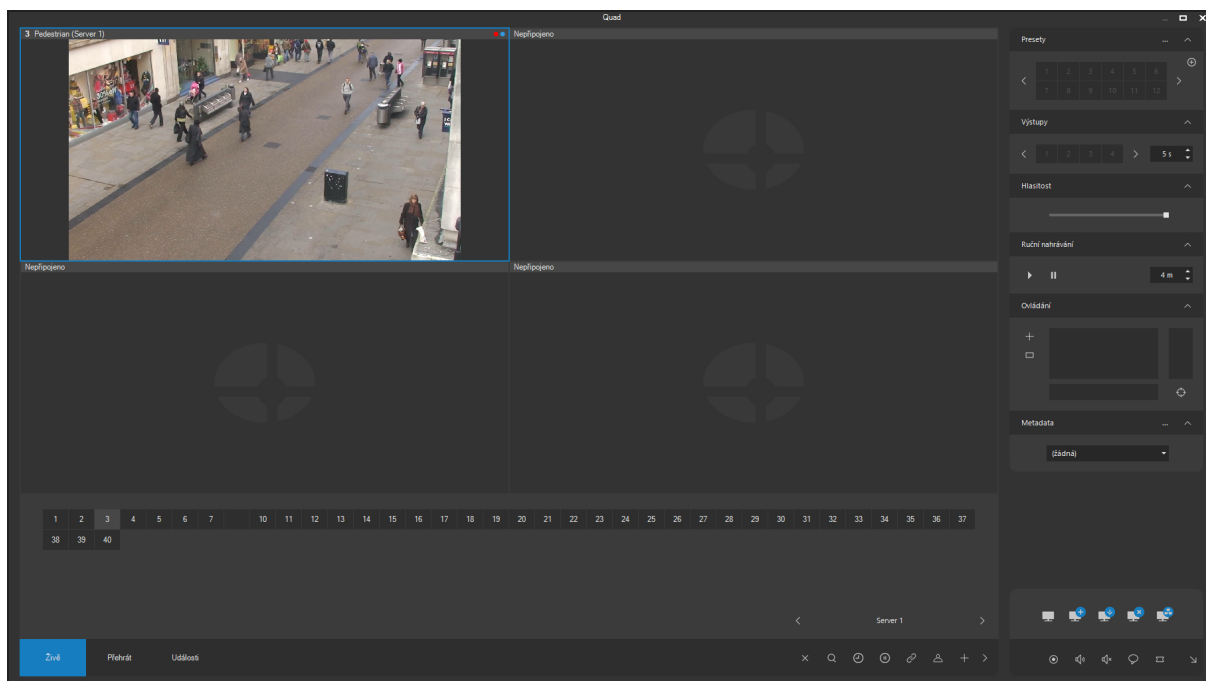 Quad
3 Pedestrian (Server 1)
Nepřipojeno
Nepřipojeno
Nepřipojeno
Presety
1 2 3 4 5 6
7 8 9 10 11 12
Výstupy
1 2 3 4
5 s
Hlasitost
Ruční nahrávání
4 m
Ovládání
Metadata
(žádná)
1 2 3 4 5 6 7 10 11 12 13 14 15 16 17 18 19 20 21 22 23 24 25 26 27 28 29 30 31 32 33 34 35 36 37
38 39 40
Server 1
Živě Přehrát Události